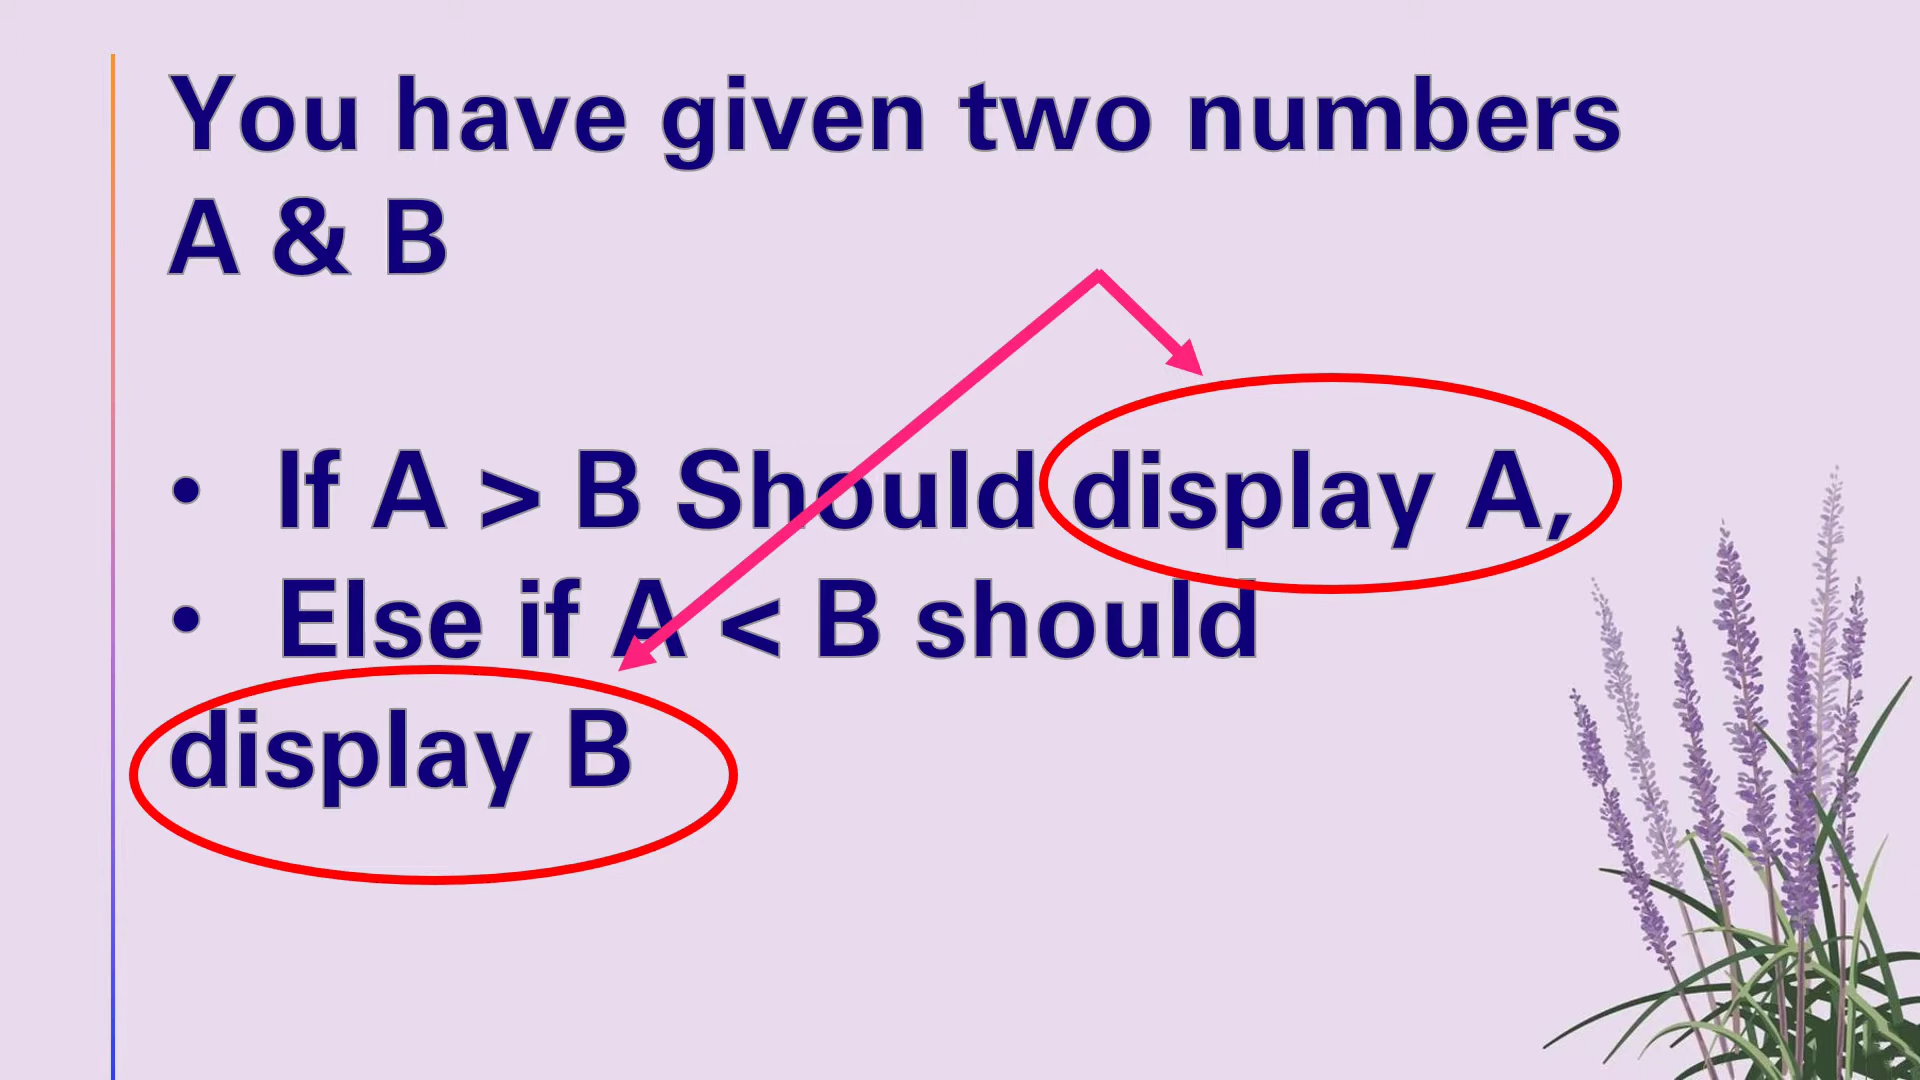 You have given two numbers
A & B
• If A > B Should display A,
• Else if A < B should
display B